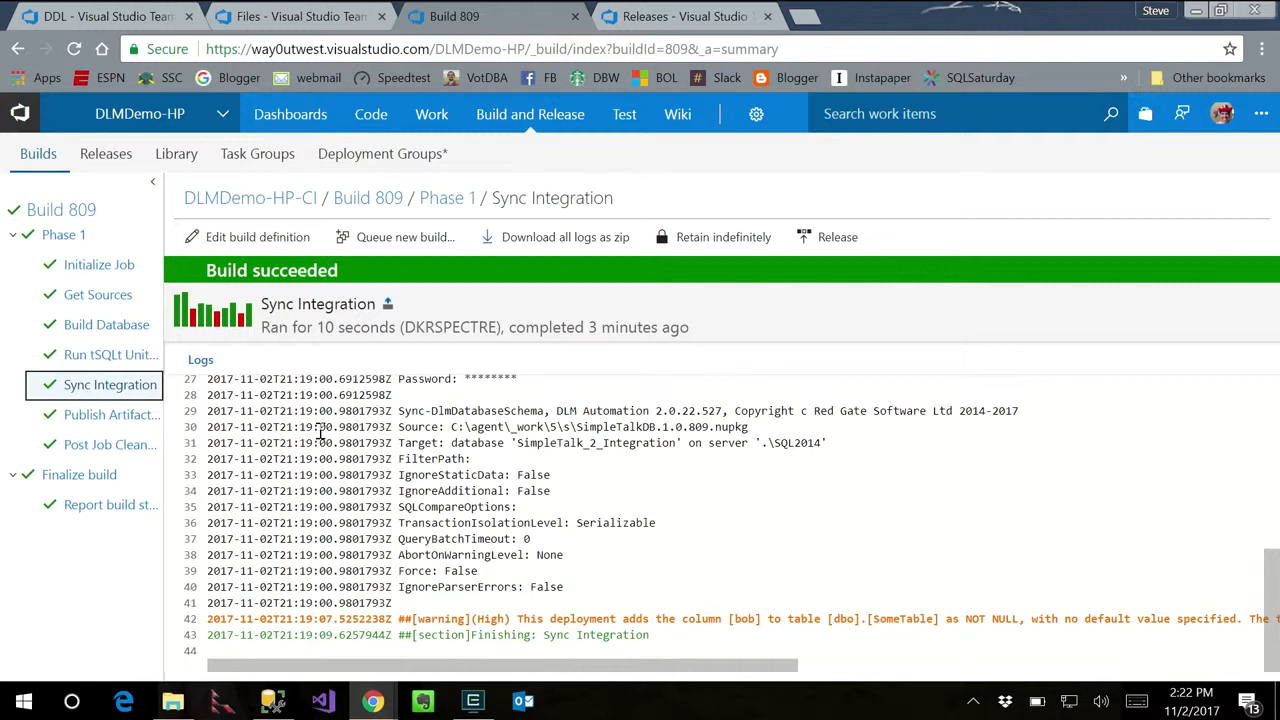 DDL - Visual Studio Team
Files - Visual Studio Team
Build 809
Releases - Visual Studio
Steve
Secure
https://way0utwest.visualstudio.com/DLMDemo-HP/_build/index?buildId=809&_a=summary
Apps
ESPN
SSC
Blogger
webmail
Speedtest
VotDBA
FB
DBW
BOL
Slack
Blogger
Instapaper
SQLSaturday
»
Other bookmarks
DLMDemo-HP
Dashboards
Code
Work
Build and Release
Test
Wiki
Search work items
Builds
Releases
Library
Task Groups
Deployment Groups*
Build 809
Phase 1
Initialize Job
Get Sources
Build Database
Run tSQLt Unit...
Sync Integration
Publish Artifact...
Post Job Clean...
Finalize build
Report build st...
DLMDemo-HP-CI / Build 809 / Phase 1 / Sync Integration
Edit build definition
Queue new build...
Download all logs as zip
Retain indefinitely
Release
Build succeeded
Sync Integration
Ran for 10 seconds (DKRSPECTRE), completed 3 minutes ago
Logs
27 2017-11-02T21:19:00.6912598Z Password: ********
28 2017-11-02T21:19:00.6912598Z
29 2017-11-02T21:19:00.9801793Z Sync-DlmDatabaseSchema, DLM Automation 2.0.22.527, Copyright c Red Gate Software Ltd 2014-2017
30 2017-11-02T21:19:00.9801793Z Source: C:\agent\_work\5\s\SimpleTalkDB.1.0.809.nupkg
31 2017-11-02T21:19:00.9801793Z Target: database 'SimpleTalk_2_Integration' on server '.\SQL2014'
32 2017-11-02T21:19:00.9801793Z FilterPath:
33 2017-11-02T21:19:00.9801793Z IgnoreStaticData: False
34 2017-11-02T21:19:00.9801793Z IgnoreAdditional: False
35 2017-11-02T21:19:00.9801793Z SQLCompareOptions:
36 2017-11-02T21:19:00.9801793Z TransactionIsolationLevel: Serializable
37 2017-11-02T21:19:00.9801793Z QueryBatchTimeout: 0
38 2017-11-02T21:19:00.9801793Z AbortOnWarningLevel: None
39 2017-11-02T21:19:00.9801793Z Force: False
40 2017-11-02T21:19:00.9801793Z IgnoreParserErrors: False
41 2017-11-02T21:19:00.9801793Z
42 2017-11-02T21:19:07.5252238Z ##[warning](High) This deployment adds the column [bob] to table [dbo].[SomeTable] as NOT NULL, with no default value specified. The t
43 2017-11-02T21:19:09.6257944Z ##[section]Finishing: Sync Integration
44
2:22 PM
11/2/2017
13